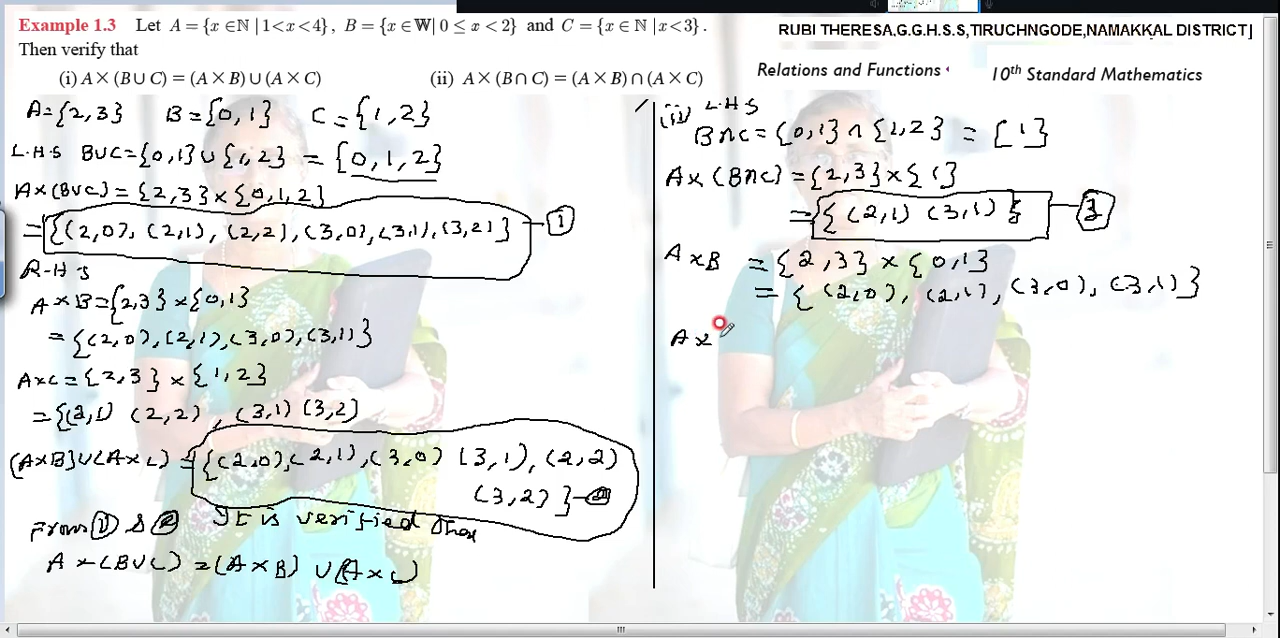 Example 1.3 Let A = {x ∈ ℕ | 1 < x < 4}, B = {x ∈ 𝕎 | 0 ≤ x < 2} and C = {x ∈ ℕ | x < 3}.
Then verify that
(i) A × (B ∪ C) = (A × B) ∪ (A × C) (ii) A × (B ∩ C) = (A × B) ∩ (A × C)
RUBI THERESA,G.G.H.S.S,TIRUCHNGODE,NAMAKKAL DISTRICT]
Relations and Functions 10th Standard Mathematics
A={2,3} B={0,1} C={1,2}
L.H.S B∪C={0,1}∪{1,2} = {0,1,2}
A×(B∪C)={2,3}×{0,1,2}
={(2,0), (2,1), (2,2), (3,0), (3,1), (3,2)} — ①
R-H-S
A×B={2,3}×{0,1}
={(2,0),(2,1),(3,0),(3,1)}
A×C={2,3}×{1,2}
={(2,1) (2,2), (3,1) (3,2)
(A×B)∪(A×C) ={(2,0),(2,1),(3,0) (3,1),(2,2)
(3,2)} — ②
From ① & ② It is verified that
A×(B∪C) =(A×B) ∪(A×C)
(ii) L.H.S
B∩C={0,1}∩{1,2} = {1}
A×(B∩C)={2,3}×{1}
={(2,1) (3,1)} — 3
A×B ={2,3}×{0,1}
={(2,0), (2,1), (3,0), (3,1)}
A×